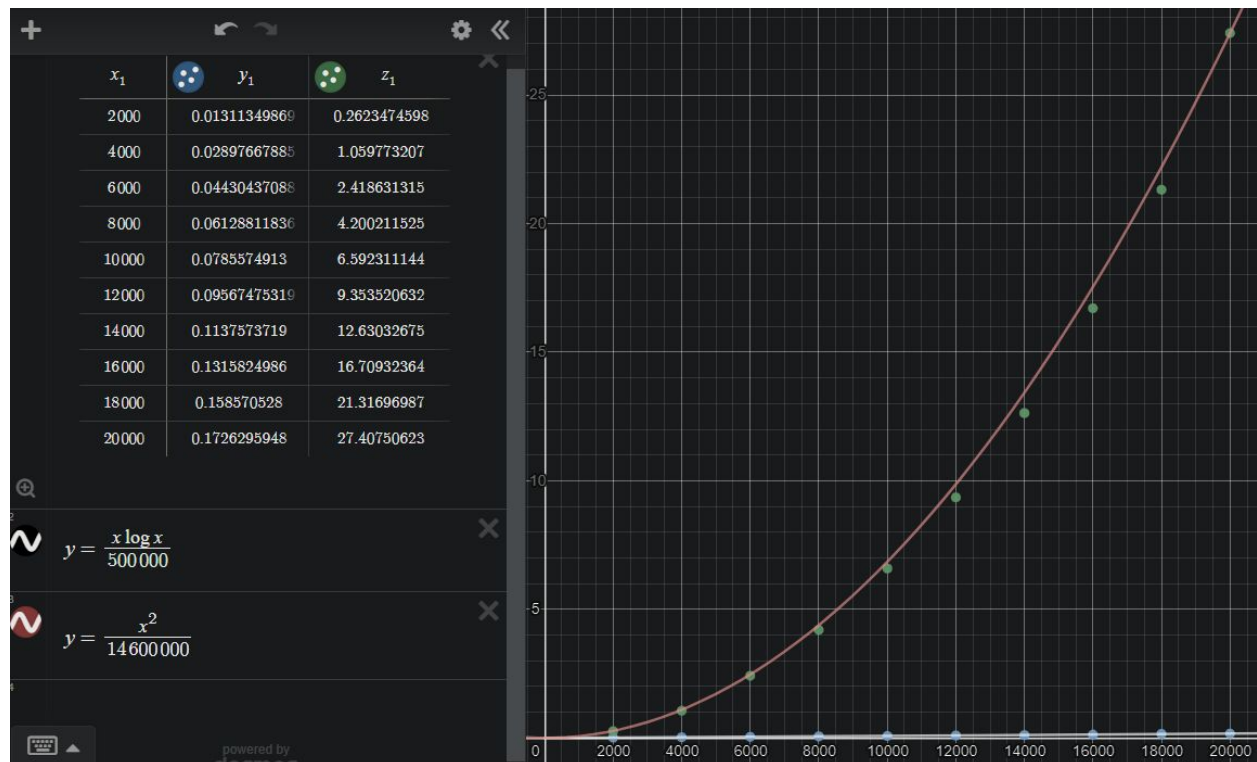 x₁ y₁ z₁
2000 0.01311349869 0.2623474598
4000 0.02897667885 1.059773207
6000 0.04430437088 2.418631315
8000 0.06128811836 4.200211525
10000 0.0785574913 6.592311144
12000 0.09567475319 9.353520632
14000 0.1137573719 12.63032675
16000 0.1315824986 16.70932364
18000 0.158570528 21.31696987
20000 0.1726295948 27.40750623
2
y = x log x / 500000
3
y = x² / 14600000
4
powered by
25
20
15
10
5
0 2000 4000 6000 8000 10000 12000 14000 16000 18000 20000